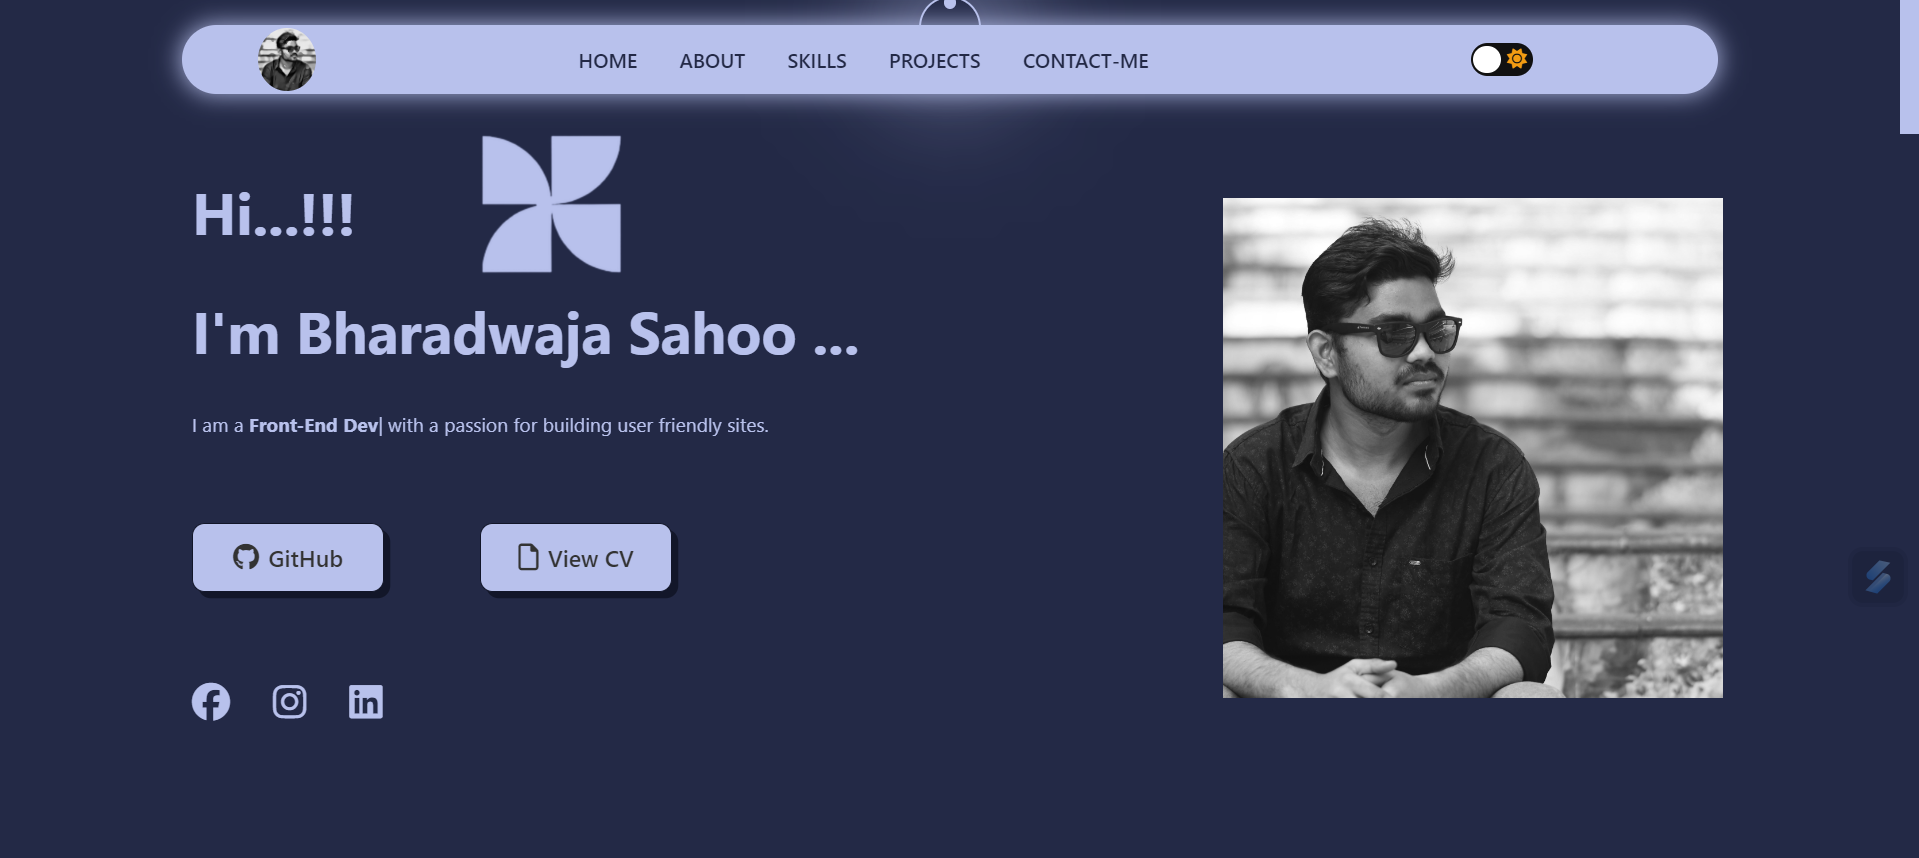 HOME ABOUT SKILLS PROJECTS CONTACT-ME
Hi...!!!
I'm Bharadwaja Sahoo ...
I am a Front-End Dev| with a passion for building user friendly sites.
GitHub
View CV